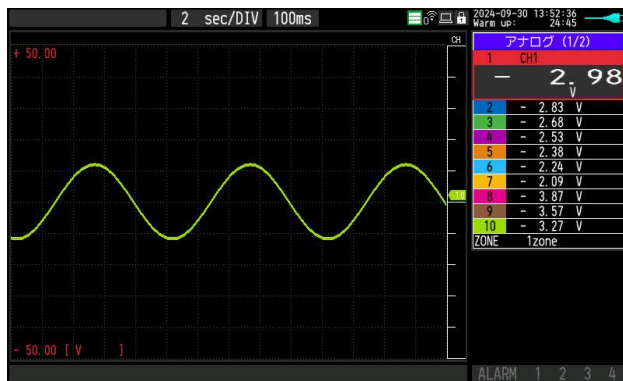 2 sec/DIV 100ms
2024-09-30 13:52:36
Warm up: 24:45
CH
+ 50.00
アナログ (1/2)
1 CH1
- 2.98
V
2 - 2.83 V
3 - 2.68 V
4 - 2.53 V
5 - 2.38 V
6 - 2.24 V
7 - 2.09 V
8 - 3.87 V
9 - 3.57 V
10 - 3.27 V
ZONE 1zone
10
- 50.00 [ V ]
ALARM 1 2 3 4